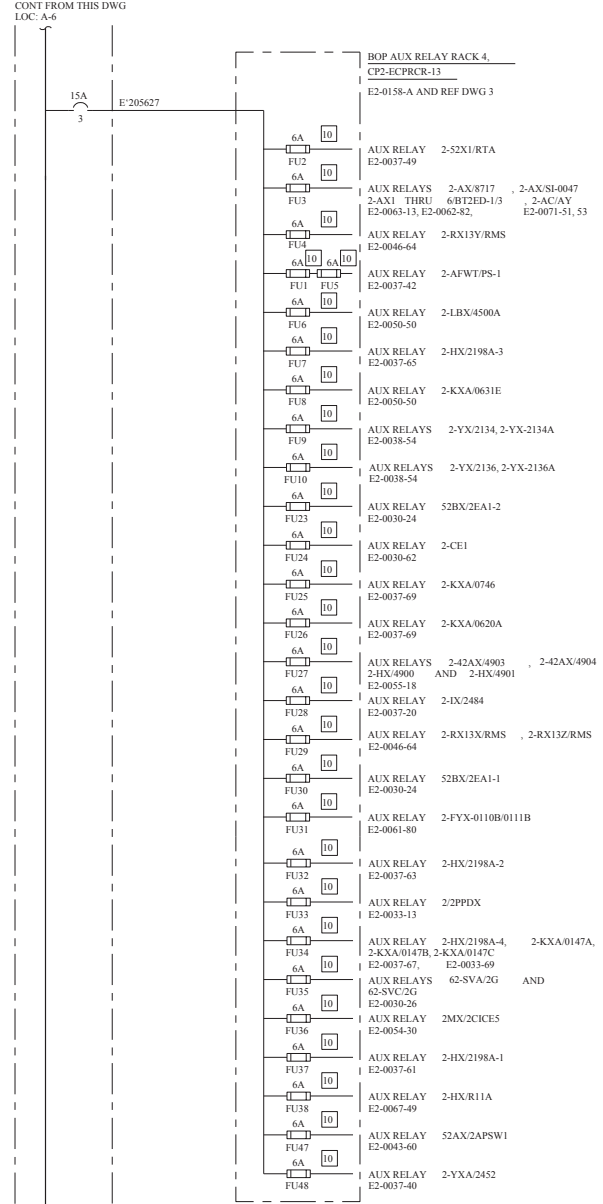 CONT FROM THIS DWG
LOC: A-6
BOP AUX RELAY RACK 4,
CP2-ECPRCR-13
E2-0158-A AND REF DWG 3
15A
3
E'205627
6A 10
FU2
AUX RELAY 2-52X1/RTA
E2-0037-49
6A 10
FU3
AUX RELAYS 2-AX/8717 , 2-AX/SI-0047
2-AX1 THRU 6/BT2ED-1/3 , 2-AC/AY
E2-0063-13, E2-0062-82, E2-0071-51, 53
6A 10
FU4
AUX RELAY 2-RX13Y/RMS
E2-0046-64
6A 10 6A 10
FU1 FU5
AUX RELAY 2-AFWT/PS-1
E2-0037-42
6A 10
FU6
AUX RELAY 2-LBX/4500A
E2-0050-50
6A 10
FU7
AUX RELAY 2-HX/2198A-3
E2-0037-65
6A 10
FU8
AUX RELAY 2-KXA/0631E
E2-0050-50
6A 10
FU9
AUX RELAYS 2-YX/2134, 2-YX-2134A
E2-0038-54
6A 10
FU10
AUX RELAYS 2-YX/2136, 2-YX-2136A
E2-0038-54
6A 10
FU23
AUX RELAY 52BX/2EA1-2
E2-0030-24
6A 10
FU24
AUX RELAY 2-CE1
E2-0030-62
6A 10
FU25
AUX RELAY 2-KXA/0746
E2-0037-69
6A 10
FU26
AUX RELAY 2-KXA/0620A
E2-0037-69
6A 10
FU27
AUX RELAYS 2-42AX/4903 , 2-42AX/4904
2-HX/4900 AND 2-HX/4901
E2-0055-18
6A 10
FU28
AUX RELAY 2-IX/2484
E2-0037-20
6A 10
FU29
AUX RELAY 2-RX13X/RMS , 2-RX13Z/RMS
E2-0046-64
6A 10
FU30
AUX RELAY 52BX/2EA1-1
E2-0030-24
6A 10
FU31
AUX RELAY 2-FYX-0110B/0111B
E2-0061-80
6A 10
FU32
AUX RELAY 2-HX/2198A-2
E2-0037-63
6A 10
FU33
AUX RELAY 2/2PPDX
E2-0033-13
6A 10
FU34
AUX RELAY 2-HX/2198A-4, 2-KXA/0147A,
2-KXA/0147B, 2-KXA/0147C
E2-0037-67, E2-0033-69
6A 10
FU35
AUX RELAYS 62-SVA/2G AND
62-SVC/2G
E2-0030-26
6A 10
FU36
AUX RELAY 2MX/2CICE5
E2-0054-30
6A 10
FU37
AUX RELAY 2-HX/2198A-1
E2-0037-61
6A 10
FU38
AUX RELAY 2-HX/R11A
E2-0067-49
6A 10
FU47
AUX RELAY 52AX/2APSW1
E2-0043-60
6A 10
FU48
AUX RELAY 2-YXA/2452
E2-0037-40